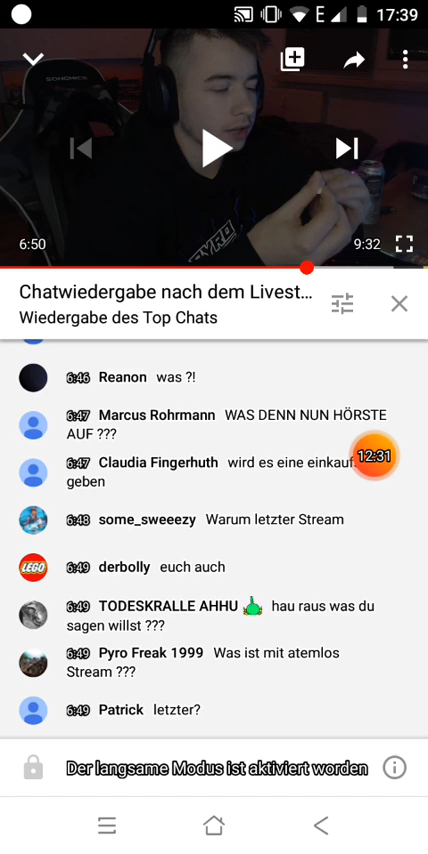 E 17:39
SONOROUS
PYRO
6:50 9:32
Chatwiedergabe nach dem Livest...
Wiedergabe des Top Chats
6:46 Reanon was ?!
6:47 Marcus Rohrmann WAS DENN NUN HÖRSTE
AUF ???
12:31
6:47 Claudia Fingerhuth wird es eine einkauf
geben
6:48 some_sweeezy Warum letzter Stream
LEGO
6:49 derbolly euch auch
6:49 TODESKRALLE AHHU hau raus was du
sagen willst ???
6:49 Pyro Freak 1999 Was ist mit atemlos
Stream ???
6:49 Patrick letzter?
Der langsame Modus ist aktiviert worden